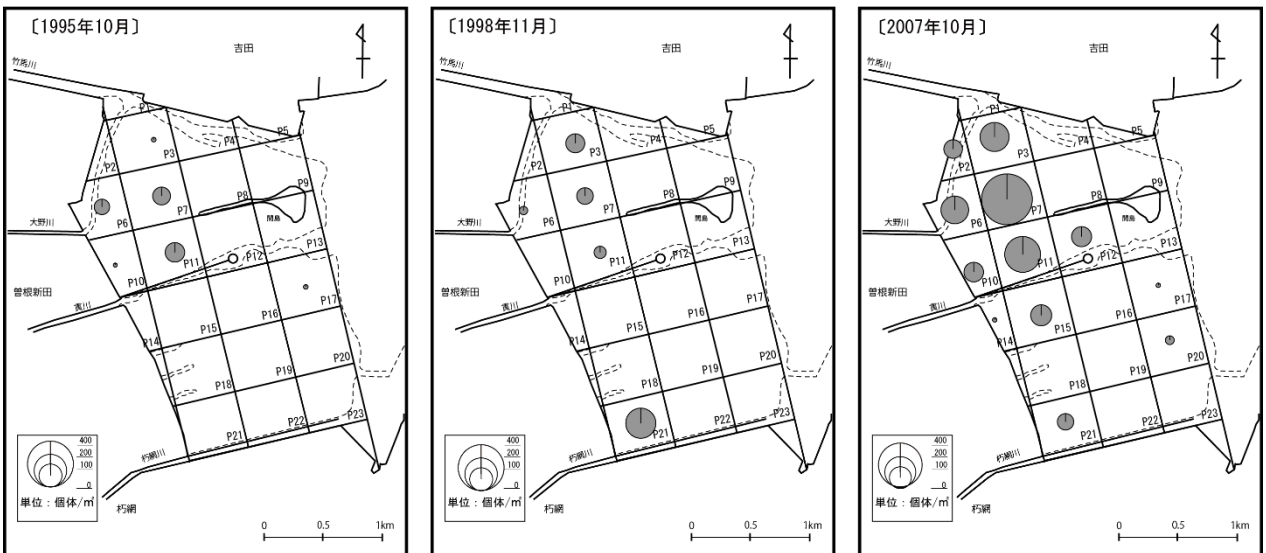 〔1995年10月〕
吉田
竹馬川
P1
P5
P4
P3
P2
P9
P8
P7
P6
間島
大野川
P13
P12
P11
P10
曽根新田
貫川
P17
P16
P15
P14
P20
P19
P18
P23
P22
P21
朽網川
朽網
400
200
100
0
単位：個体/㎡
0 0.5 1km
〔1998年11月〕
吉田
竹馬川
P1
P5
P4
P3
P2
P9
P8
P7
P6
間島
大野川
P13
P12
P11
P10
曽根新田
貫川
P17
P16
P15
P14
P20
P19
P18
P23
P22
P21
朽網川
朽網
400
200
100
0
単位：個体/㎡
0 0.5 1km
〔2007年10月〕
吉田
竹馬川
P1
P5
P4
P3
P2
P9
P8
P7
P6
間島
大野川
P13
P12
P11
P10
曽根新田
貫川
P17
P16
P15
P14
P20
P19
P18
P23
P22
P21
朽網川
朽網
400
200
100
0
単位：個体/㎡
0 0.5 1km